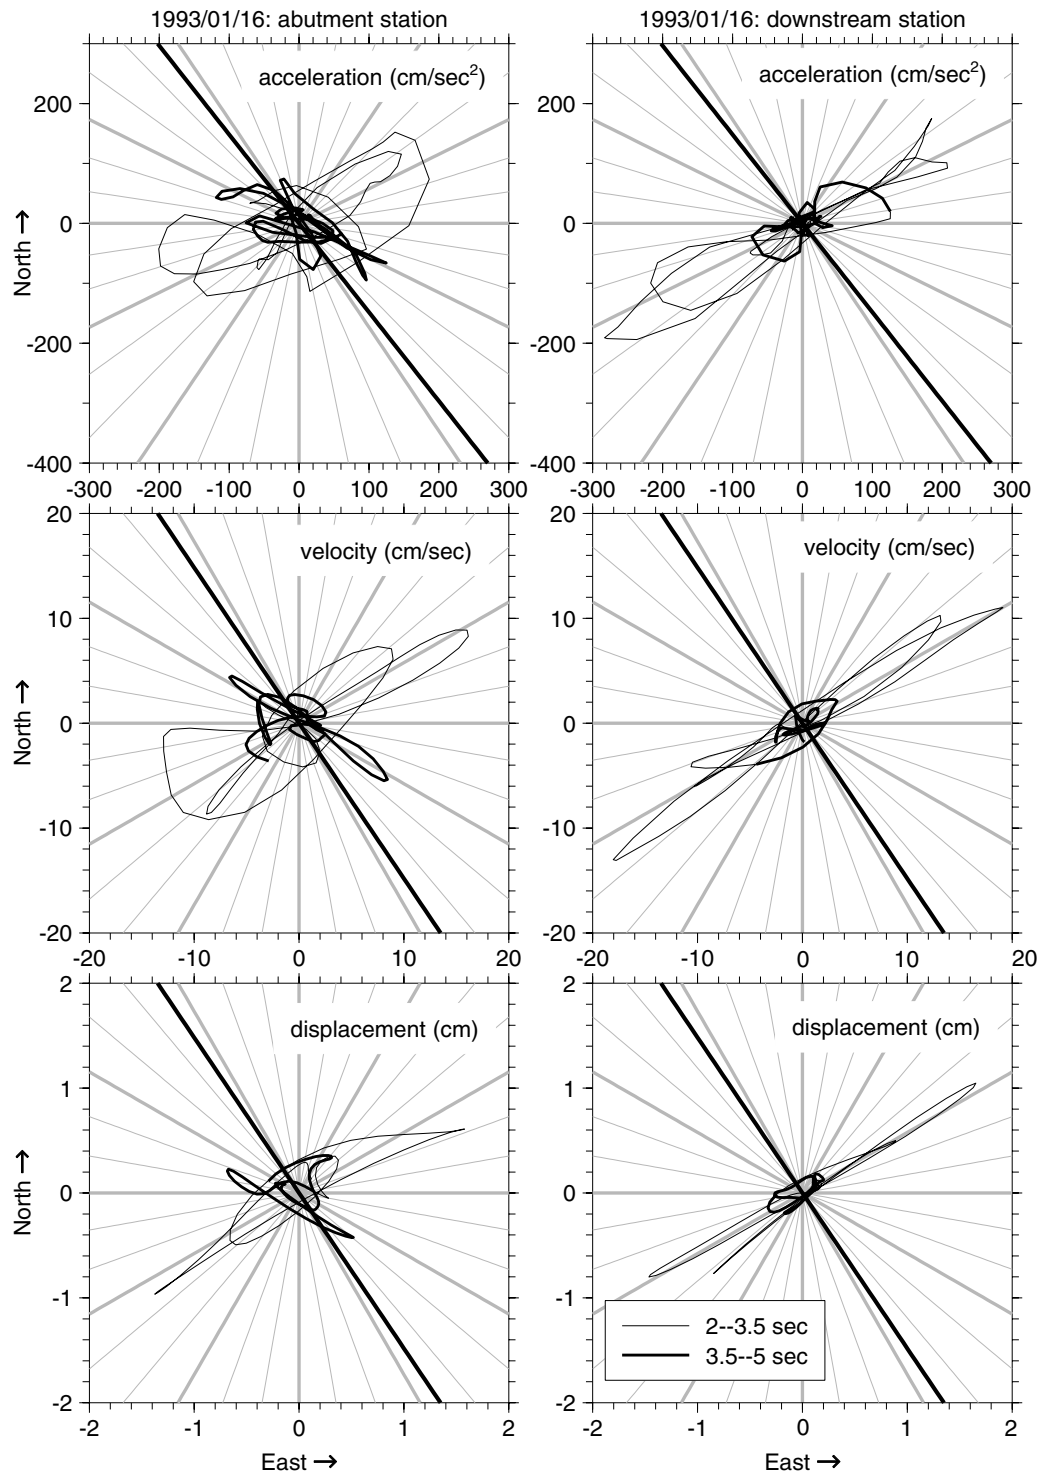 1993/01/16: abutment station
1993/01/16: downstream station
acceleration (cm/sec²)
acceleration (cm/sec²)
North →
200
0
-200
-400
200
0
-200
-400
-300 -200 -100 0 100 200 300
-300 -200 -100 0 100 200 300
velocity (cm/sec)
velocity (cm/sec)
North →
20
10
0
-10
-20
20
10
0
-10
-20
-20 -10 0 10 20
-20 -10 0 10 20
displacement (cm)
displacement (cm)
North →
2
1
0
-1
-2
2
1
0
-1
-2
2--3.5 sec
3.5--5 sec
-2 -1 0 1 2
-2 -1 0 1 2
East →
East →